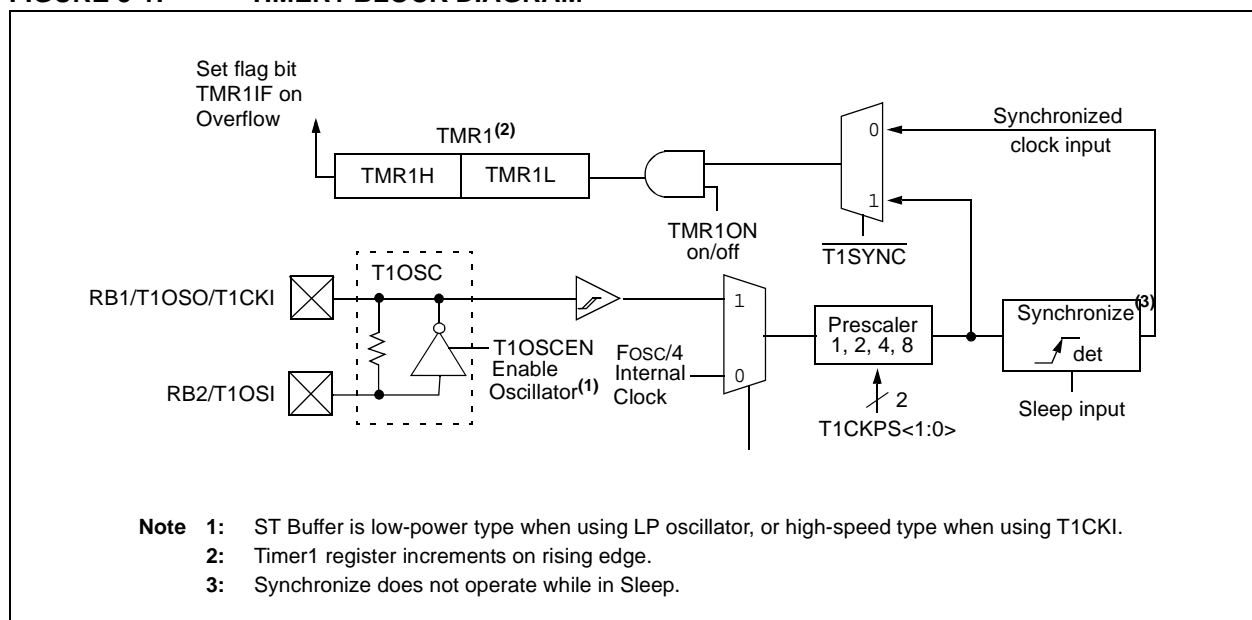 Set flag bit
TMR1IF on
Overflow
TMR1(2)
TMR1H
TMR1L
TMR1ON
on/off
0
1
T1SYNC
Synchronized
clock input
T1OSC
RB1/T1OSO/T1CKI
RB2/T1OSI
T1OSCEN
Enable
Oscillator(1)
FOSC/4
Internal
Clock
1
0
Prescaler
1, 2, 4, 8
2
T1CKPS<1:0>
Synchronize(3)
det
Sleep input
Note 1: ST Buffer is low-power type when using LP oscillator, or high-speed type when using T1CKI.
2: Timer1 register increments on rising edge.
3: Synchronize does not operate while in Sleep.